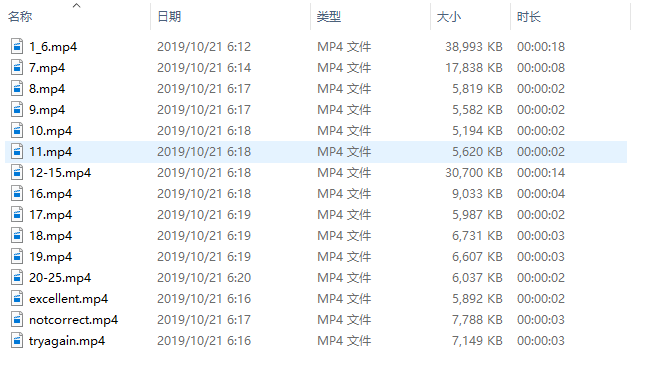 名称 日期 类型 大小 时长
1_6.mp4 2019/10/21 6:12 MP4 文件 38,993 KB 00:00:18
7.mp4 2019/10/21 6:14 MP4 文件 17,838 KB 00:00:08
8.mp4 2019/10/21 6:17 MP4 文件 5,819 KB 00:00:02
9.mp4 2019/10/21 6:17 MP4 文件 5,582 KB 00:00:02
10.mp4 2019/10/21 6:18 MP4 文件 5,194 KB 00:00:02
11.mp4 2019/10/21 6:18 MP4 文件 5,620 KB 00:00:02
12-15.mp4 2019/10/21 6:18 MP4 文件 30,700 KB 00:00:14
16.mp4 2019/10/21 6:18 MP4 文件 9,033 KB 00:00:04
17.mp4 2019/10/21 6:19 MP4 文件 5,987 KB 00:00:02
18.mp4 2019/10/21 6:19 MP4 文件 6,731 KB 00:00:03
19.mp4 2019/10/21 6:19 MP4 文件 6,607 KB 00:00:03
20-25.mp4 2019/10/21 6:20 MP4 文件 6,037 KB 00:00:02
excellent.mp4 2019/10/21 6:16 MP4 文件 5,892 KB 00:00:02
notcorrect.mp4 2019/10/21 6:17 MP4 文件 7,788 KB 00:00:03
tryagain.mp4 2019/10/21 6:16 MP4 文件 7,149 KB 00:00:03